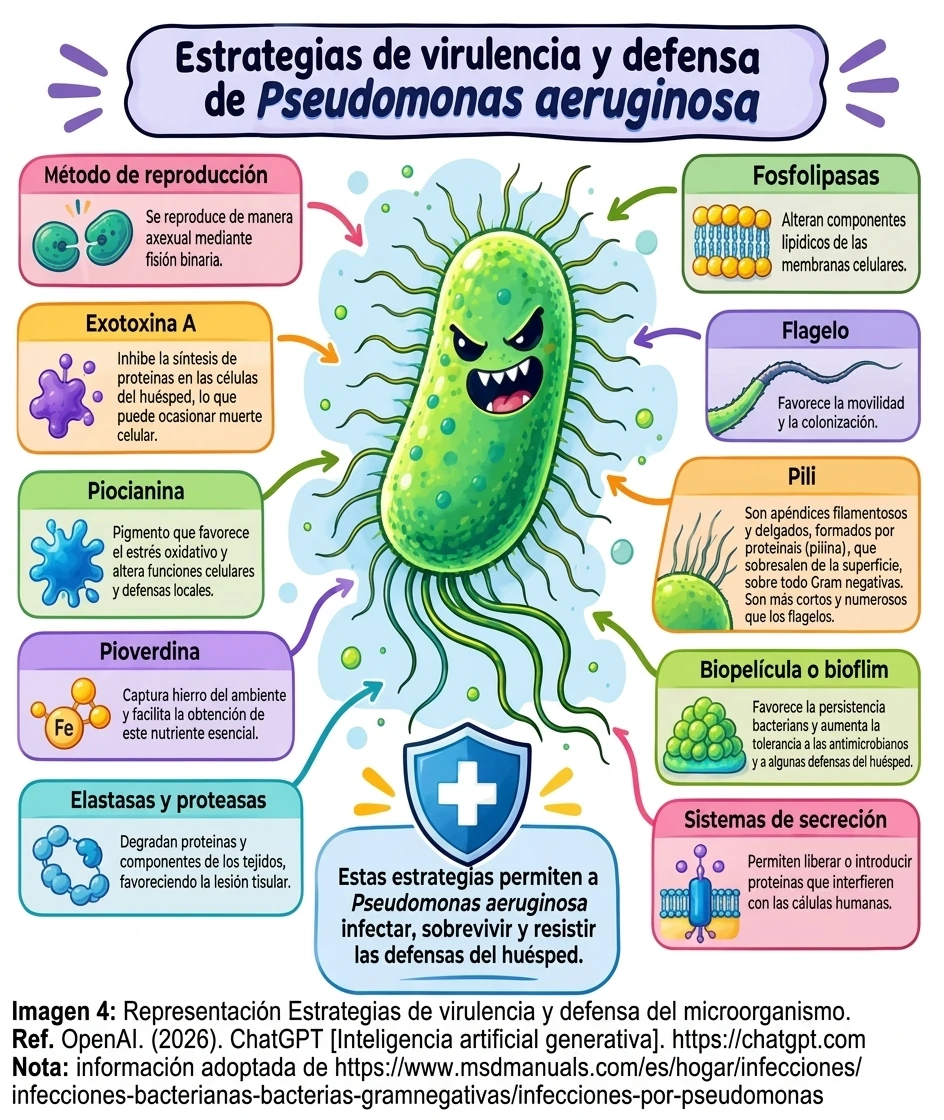 Estrategias de virulencia y defensa
de Pseudomonas aeruginosa
Método de reproducción
Se reproduce de manera
axexual mediante
fisión binaria.
Exotoxina A
Inhibe la síntesis de
proteinas en las células
del huésped, lo que
puede ocasionar muerte
celular.
Piocianina
Pigmento que favorece
el estrés oxidativo y
altera funciones celulares
y defensas locales.
Pioverdina
Fe
Captura hierro del ambiente
y facilita la obtención de
este nutriente esencial.
Elastasas y proteasas
Degradan proteinas y
componentes de los tejidos,
favoreciendo la lesión tisular.
Fosfolipasas
Alteran componentes
lipídicos de las
membranas celulares.
Flagelo
Favorece la movilidad
y la colonización.
Pili
Son apéndices filamentosos
y delgados, formados por
proteinais (piiina), que
sobresalen de la superficie,
sobre todo Gram negativas.
Son más cortos y numerosos
que los flagelos.
Biopelícula o bioflim
Favorece la persistencia
bacterians y aumenta la
tolerancia a las antimicrobianos
y a algunas defensas del huésped.
Sistemas de secreción
Permiten liberar o introducir
proteinas que interfieren
con las células humanas.
Estas estrategias permiten a
Pseudomonas aeruginosa
infectar, sobrevivir y resistir
las defensas del huésped.
Imagen 4: Representación Estrategias de virulencia y defensa del microorganismo.
Ref. OpenAI. (2026). ChatGPT [Inteligencia artificial generativa]. https://chatgpt.com
Nota: información adoptada de https://www.msdmanuals.com/es/hogar/infecciones/
infecciones-bacterianas-bacterias-gramnegativas/infecciones-por-pseudomonas